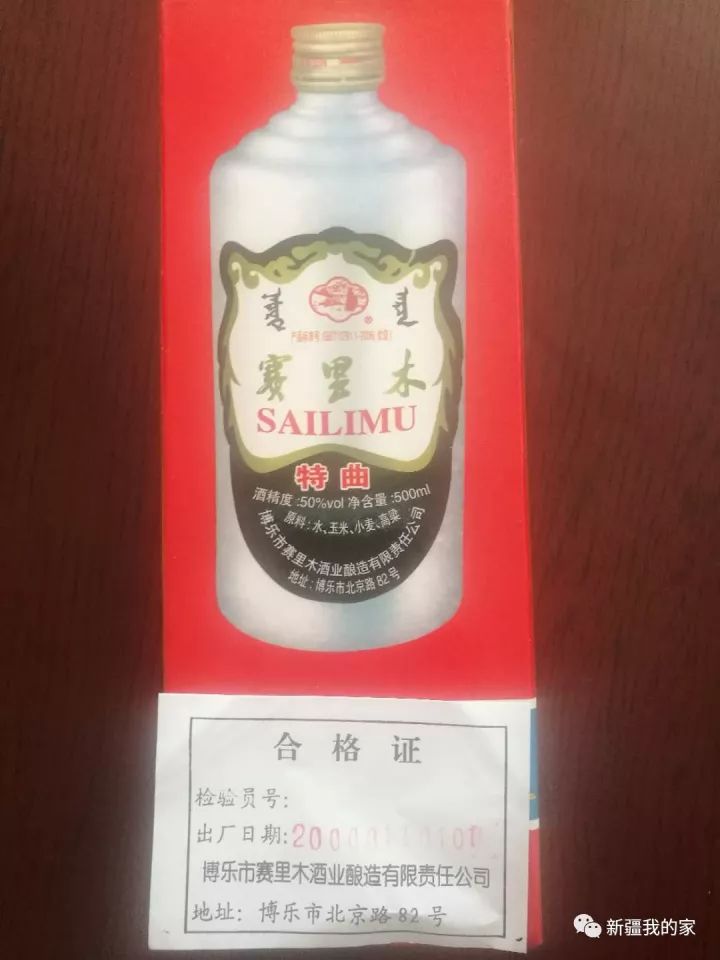 赛里木
SAILIMU
特曲
酒精度:50%vol 净含量:500ml
原料:水、玉米、小麦、高粱
博乐市赛里木酒业酿造有限责任公司
地址:博乐市北京路82号
合格证
检验员号:
出厂日期:
博乐市赛里木酒业酿造有限责任公司
地址: 博乐市北京路82号
新疆我的家